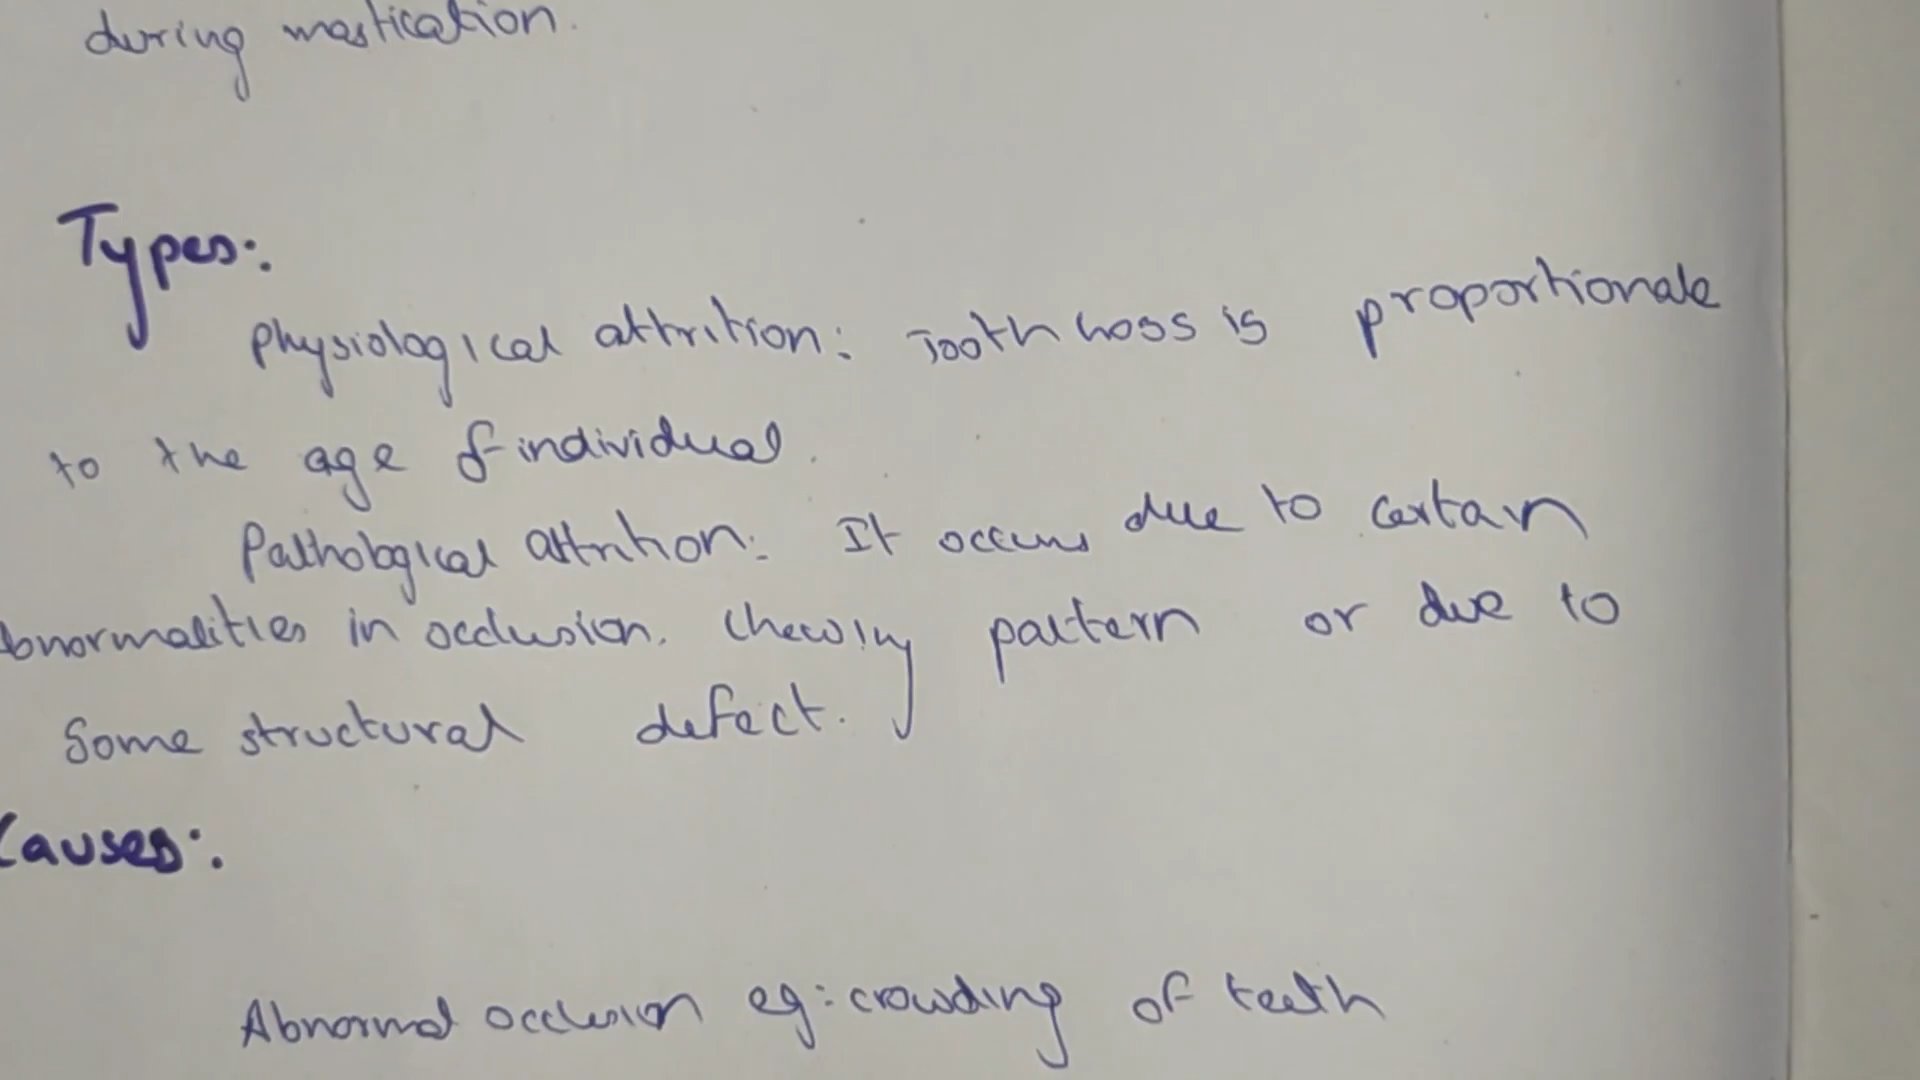 during mastication.
Types:
Physiological attrition: Tooth loss is proportionate
to the age of individual.
Pathological attrition: It occurs due to certain
abnormalities in occlusion. Chewing pattern or due to
Some structural defect.
Causes:
Abnormal occlusion eg: crowding of teeth